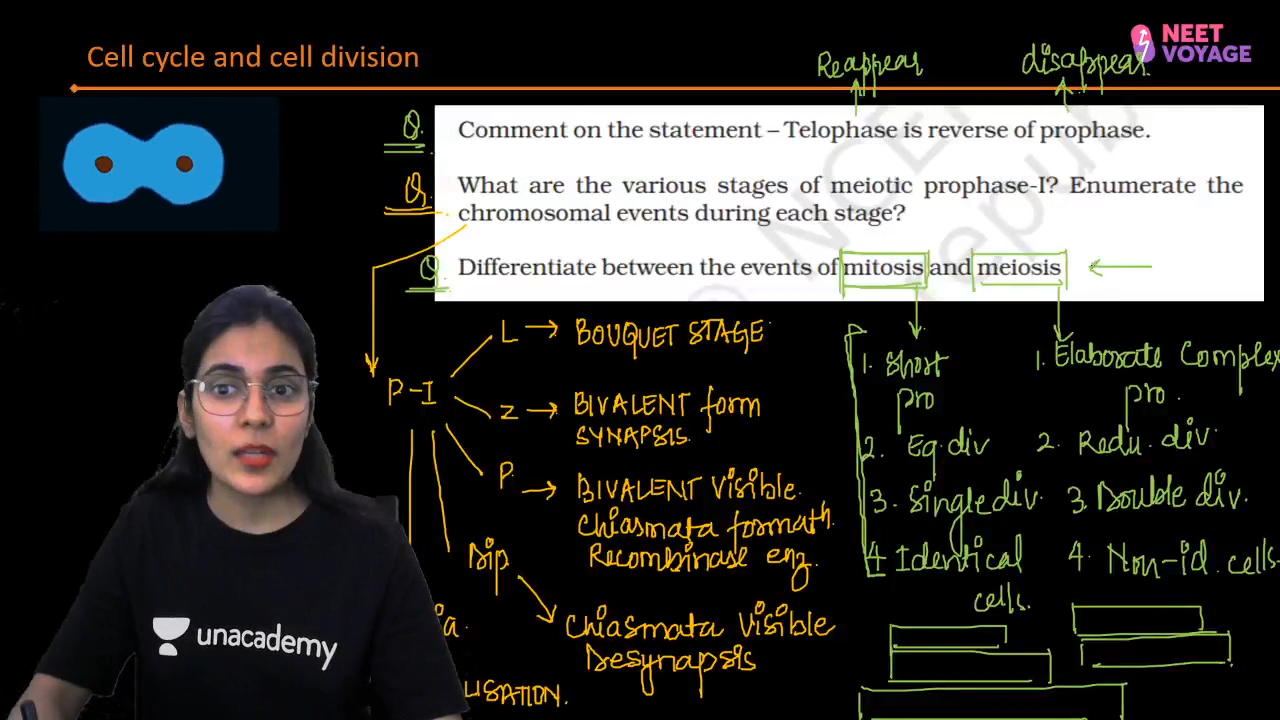 Cell cycle and cell division
NEET
VOYAGE
Reappear
disappear
Q. Comment on the statement – Telophase is reverse of prophase.
Q. What are the various stages of meiotic prophase-I? Enumerate the
chromosomal events during each stage?
Q Differentiate between the events of mitosis and meiosis
P-I
L → BOUQUET STAGE
Z → BIVALENT form
SYNAPSIS
P → BIVALENT Visible
Chiasmata formath.
Recombinase enz.
Dip
Chiasmata Visible
Desynapsis
ia.
LISATION.
1. Short
pro
2. Eq. div
3. Single div.
4 Identical
cells.
1. Elaborate Complex
pro.
2. Redu. div.
3. Double div.
4. Non-id. cells.
unacademy